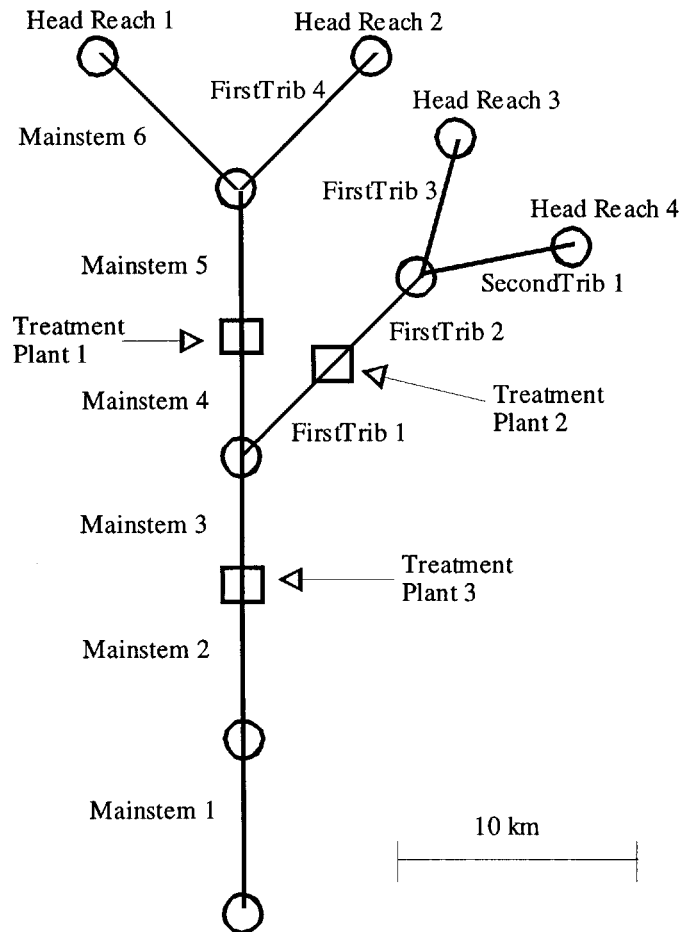 Head Reach 1
Head Reach 2
FirstTrib 4
Head Reach 3
Mainstem 6
FirstTrib 3
Head Reach 4
Mainstem 5
SecondTrib 1
Treatment
Plant 1
FirstTrib 2
Mainstem 4
Treatment
Plant 2
FirstTrib 1
Mainstem 3
Treatment
Plant 3
Mainstem 2
Mainstem 1
10 km